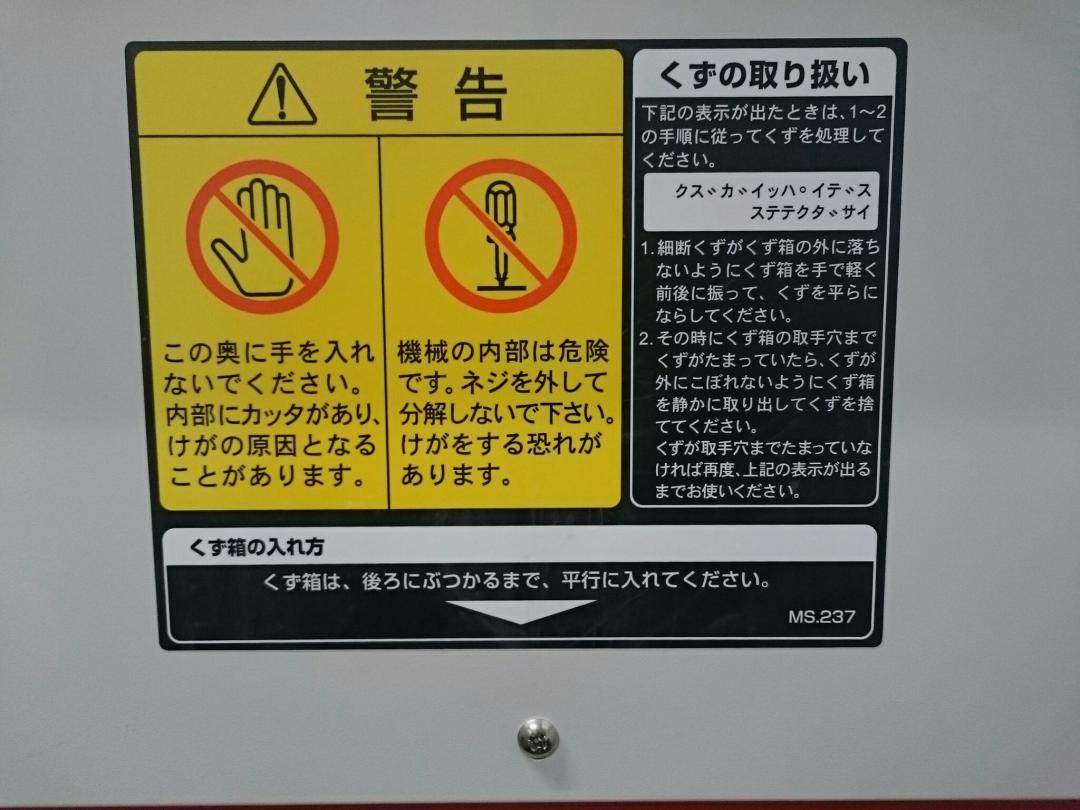 警告
この奥に手を入れ
ないでください。
内部にカッタがあり、
けがの原因となる
ことがあります。
機械の内部は危険
です。ネジを外して
分解しないで下さい。
けがをする恐れが
あります。
くずの取り扱い
下記の表示が出たときは、1～2
の手順に従ってくずを処理して
ください。
クス゛カ゛イッハ゜イテ゛ス
ステテクタ゛サイ
1.細断くずがくず箱の外に落ち
ないようにくず箱を手で軽く
前後に振って、くずを平らに
ならしてください。
2.その時にくず箱の取手穴まで
くずがたまっていたら、くずが
外にこぼれないようにくず箱
を静かに取り出してくずを捨
ててください。
くずが取手穴までたまっていな
ければ再度、上記の表示が出る
までお使いください。
くず箱の入れ方
くず箱は、後ろにぶつかるまで、平行に入れてください。
MS.237